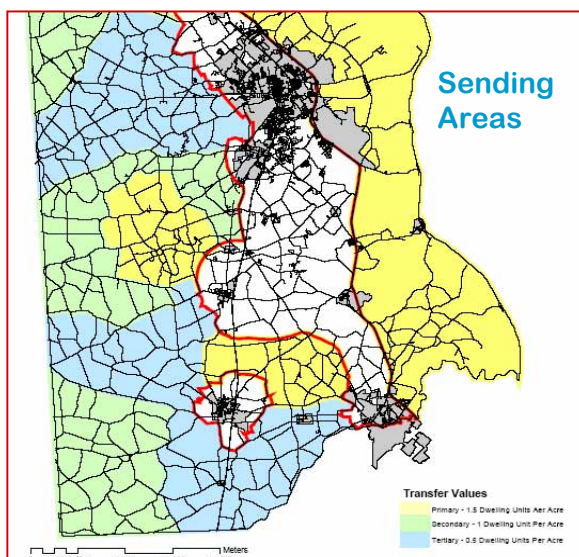 Sending
Areas
Transfer Values
Primary - 1.5 Dwelling Units Aer Acre
Secondary - 1 Dwelling Unit Per Acre
Tertiary - 0.5 Dwelling Units Per Acre
Meters